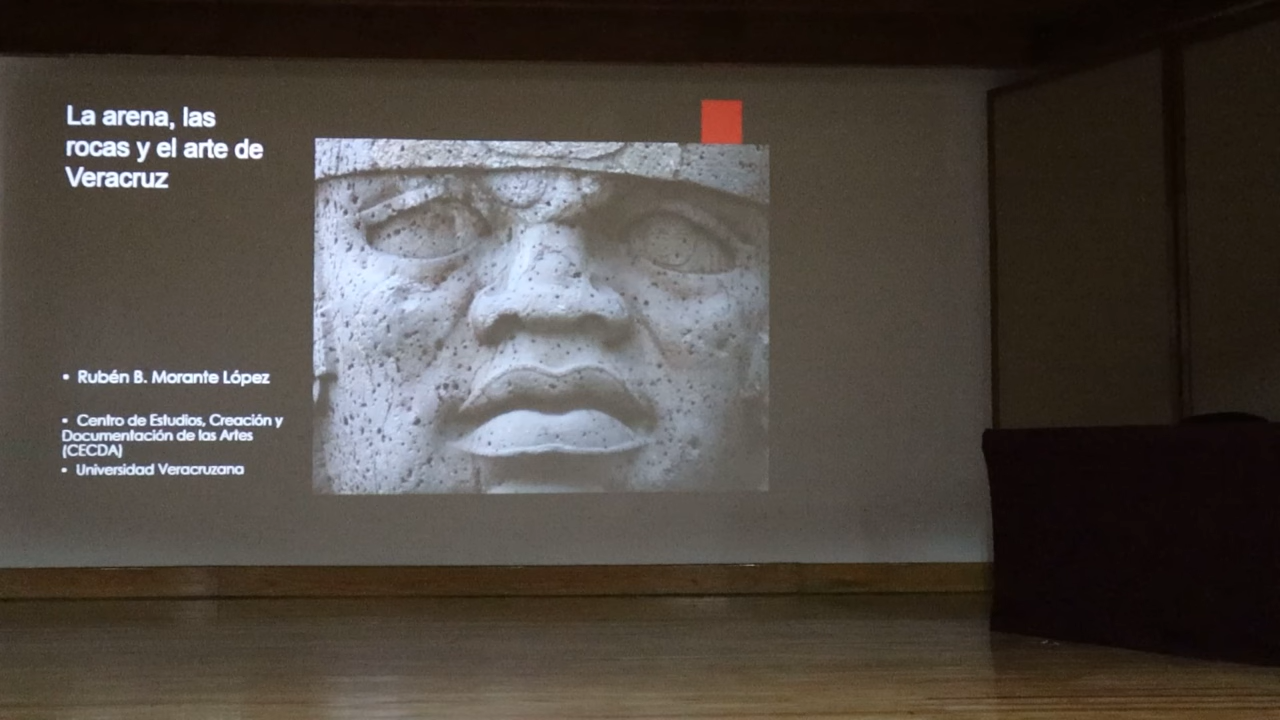 La arena, las
rocas y el arte de
Veracruz
• Rubén B. Morante López
• Centro de Estudios, Creación y
Documentación de las Artes
(CECDA)
• Universidad Veracruzana